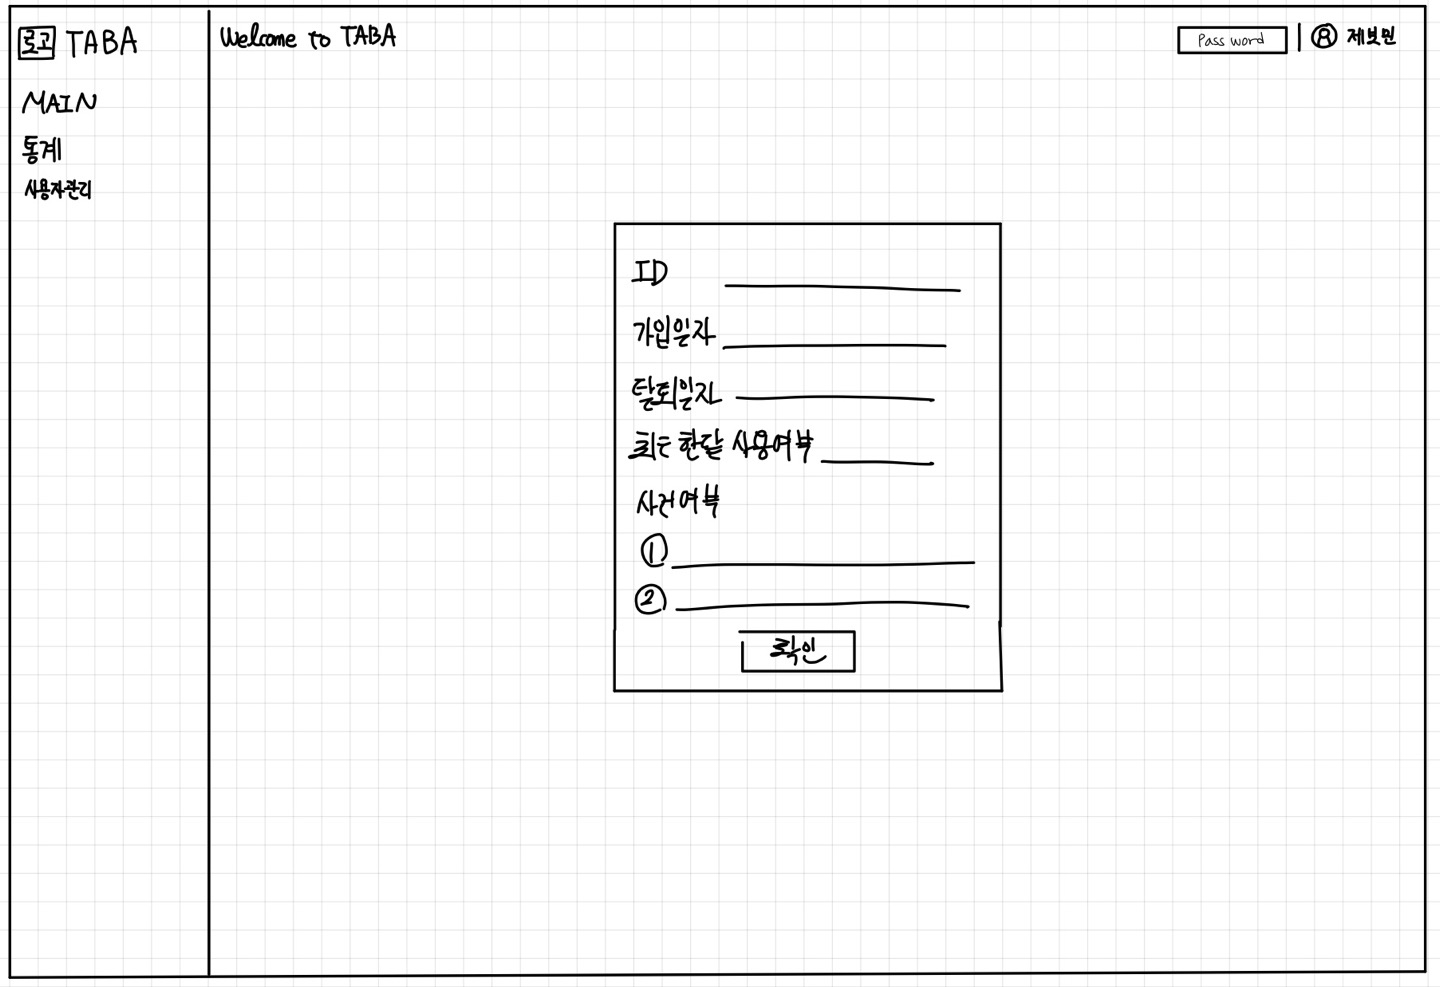 로고 TABA
Welcome to TABA
Pass word
제보민
MAIN
통계
사용자관리
ID
가입일자
탈퇴일자
최근 한달 사용여부
사건여부
①
②
확인